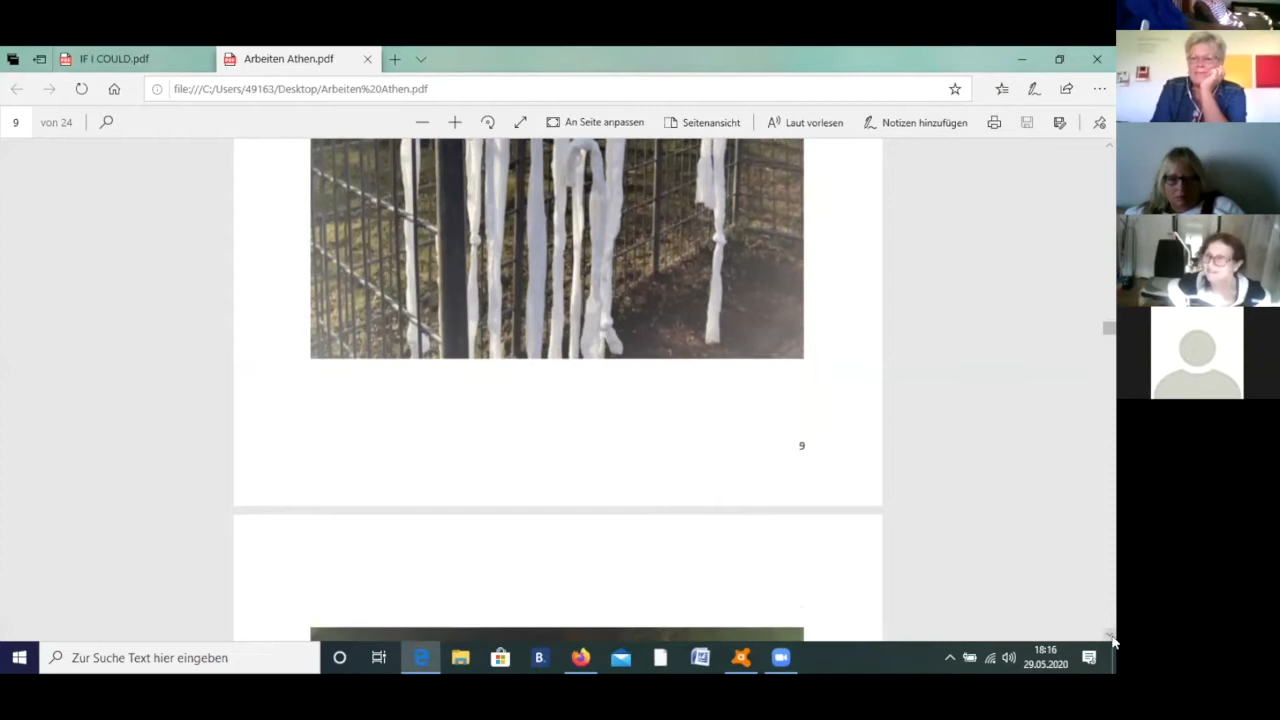 IF I COULD.pdf
Arbeiten Athen.pdf
file:///C:/Users/49163/Desktop/Arbeiten%20Athen.pdf
9 von 24
An Seite anpassen
Seitenansicht
Laut vorlesen
Notizen hinzufügen
9
Zur Suche Text hier eingeben
B.
18:16
29.05.2020